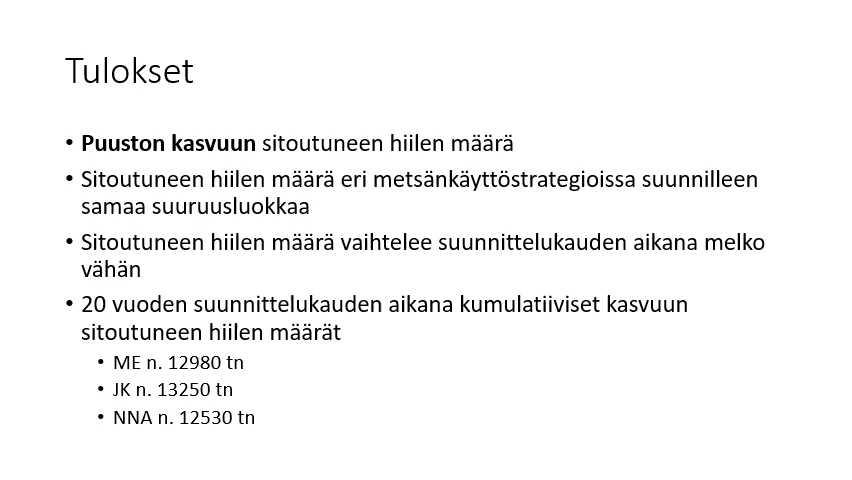 Tulokset
• Puuston kasvuun sitoutuneen hiilen määrä
• Sitoutuneen hiilen määrä eri metsänkäyttöstrategioissa suunnilleen
samaa suuruusluokkaa
• Sitoutuneen hiilen määrä vaihtelee suunnittelukauden aikana melko
vähän
• 20 vuoden suunnittelukauden aikana kumulatiiviset kasvuun
sitoutuneen hiilen määrät
• ME n. 12980 tn
• JK n. 13250 tn
• NNA n. 12530 tn